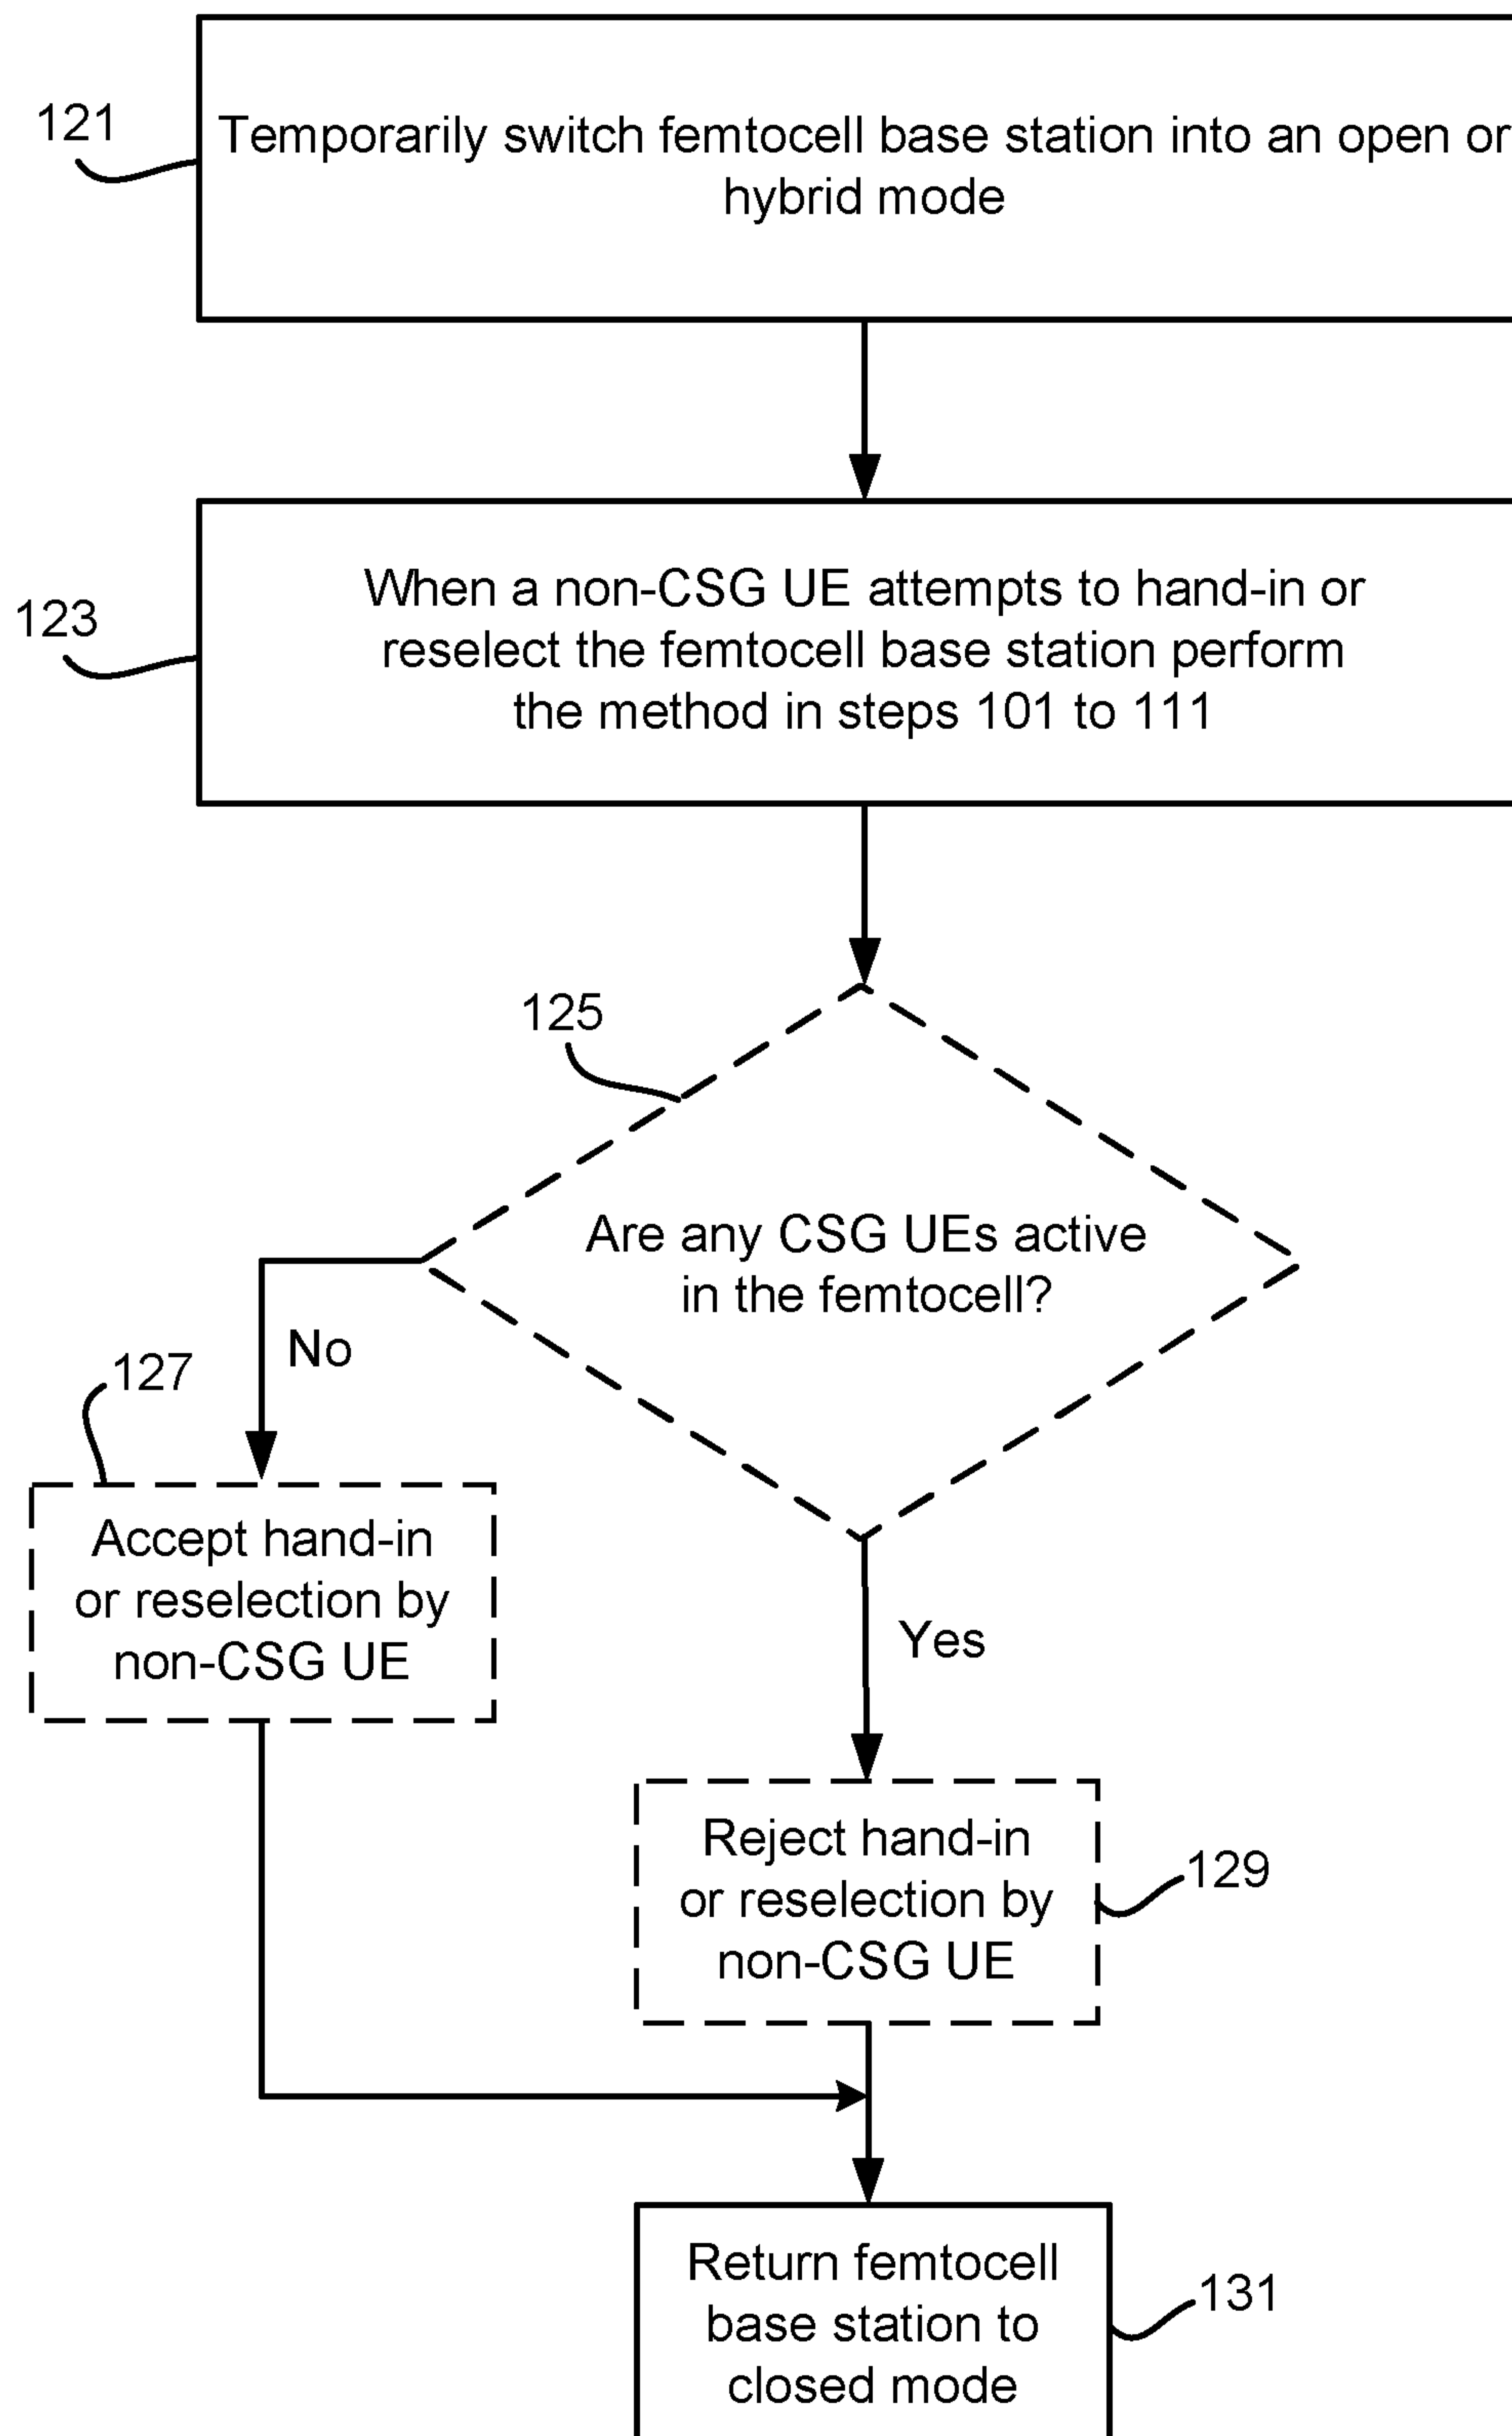 121
Temporarily switch femtocell base station into an open or
hybrid mode
123
When a non-CSG UE attempts to hand-in or
reselect the femtocell base station perform
the method in steps 101 to 111
125
Are any CSG UEs active
in the femtocell?
No
127
Accept hand-in
or reselection by
non-CSG UE
Yes
Reject hand-in
or reselection by
non-CSG UE
129
Return femtocell
base station to
closed mode
131